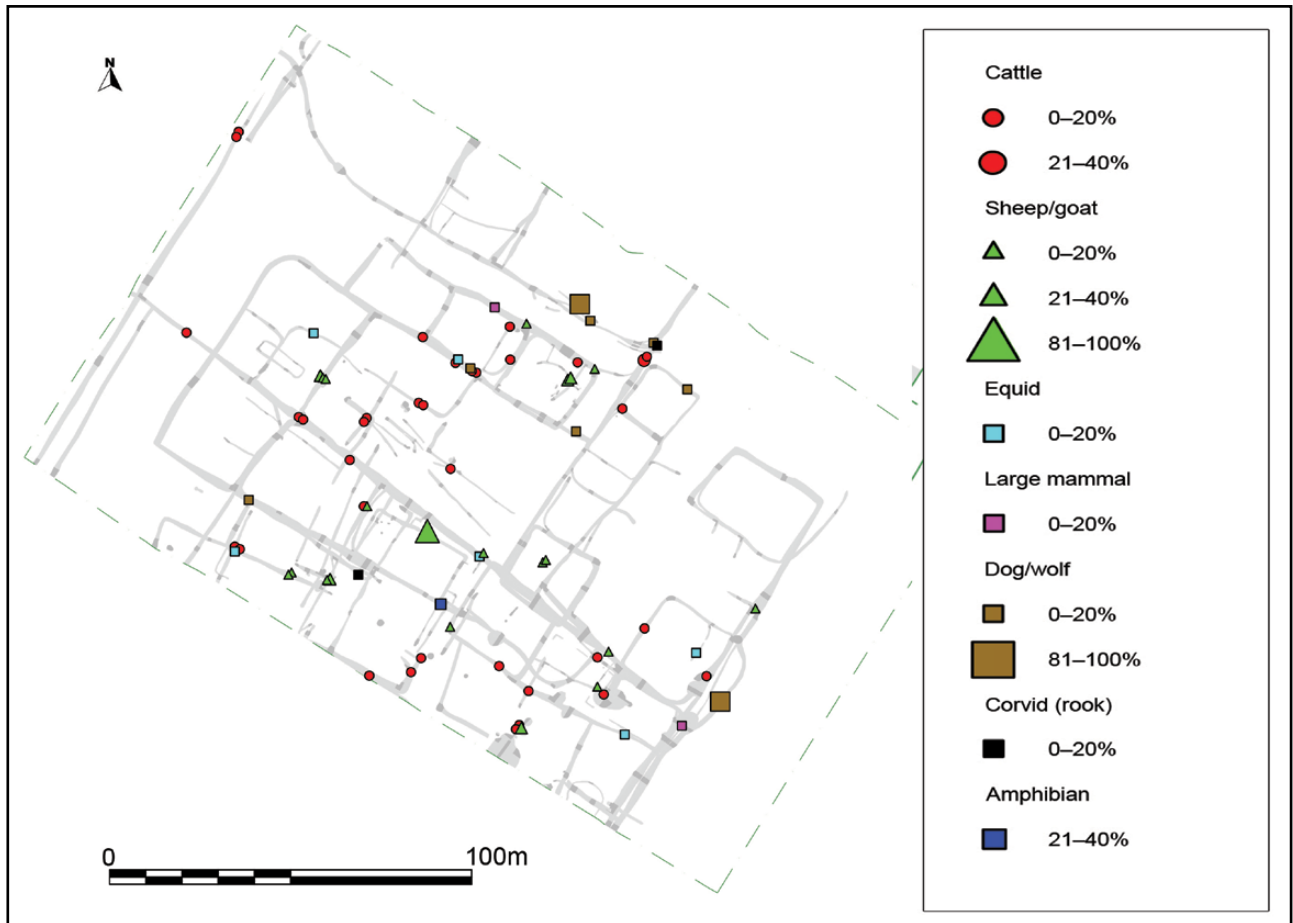 N
0 100m
Cattle
0–20%
21–40%
Sheep/goat
0–20%
21–40%
81–100%
Equid
0–20%
Large mammal
0–20%
Dog/wolf
0–20%
81–100%
Corvid (rook)
0–20%
Amphibian
21–40%